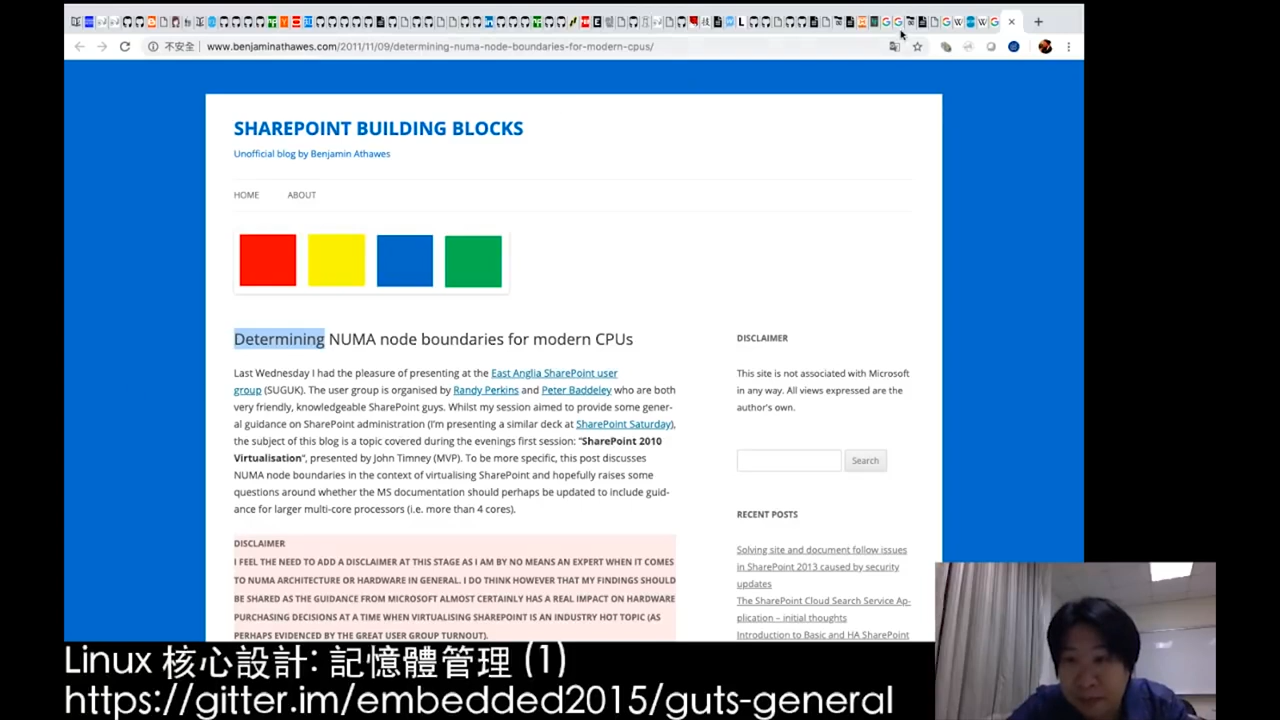 不安全 www.benjaminathawes.com/2011/11/09/determining-numa-node-boundaries-for-modern-cpus/
SHAREPOINT BUILDING BLOCKS
Unofficial blog by Benjamin Athawes
HOME ABOUT
Determining NUMA node boundaries for modern CPUs
Last Wednesday I had the pleasure of presenting at the East Anglia SharePoint user
group (SUGUK). The user group is organised by Randy Perkins and Peter Baddeley who are both
very friendly, knowledgeable SharePoint guys. Whilst my session aimed to provide some gener-
al guidance on SharePoint administration (I'm presenting a similar deck at SharePoint Saturday),
the subject of this blog is a topic covered during the evenings first session: "SharePoint 2010
Virtualisation", presented by John Timney (MVP). To be more specific, this post discusses
NUMA node boundaries in the context of virtualising SharePoint and hopefully raises some
questions around whether the MS documentation should perhaps be updated to include guid-
ance for larger multi-core processors (i.e. more than 4 cores).
DISCLAIMER
I FEEL THE NEED TO ADD A DISCLAIMER AT THIS STAGE AS I AM BY NO MEANS AN EXPERT WHEN IT COMES
TO NUMA ARCHITECTURE OR HARDWARE IN GENERAL. I DO THINK HOWEVER THAT MY FINDINGS SHOULD
BE SHARED AS THE GUIDANCE FROM MICROSOFT ALMOST CERTAINLY HAS A REAL IMPACT ON HARDWARE
PURCHASING DECISIONS AT A TIME WHEN VIRTUALISING SHAREPOINT IS AN INDUSTRY HOT TOPIC (AS
PERHAPS EVIDENCED BY THE GREAT USER GROUP TURNOUT).
DISCLAIMER
This site is not associated with Microsoft
in any way. All views expressed are the
author's own.
Search
RECENT POSTS
Solving site and document follow issues
in SharePoint 2013 caused by security
updates
The SharePoint Cloud Search Service Ap-
plication – initial thoughts
Introduction to Basic and HA SharePoint
Linux 核心設計: 記憶體管理 (1)
https://gitter.im/embedded2015/guts-general